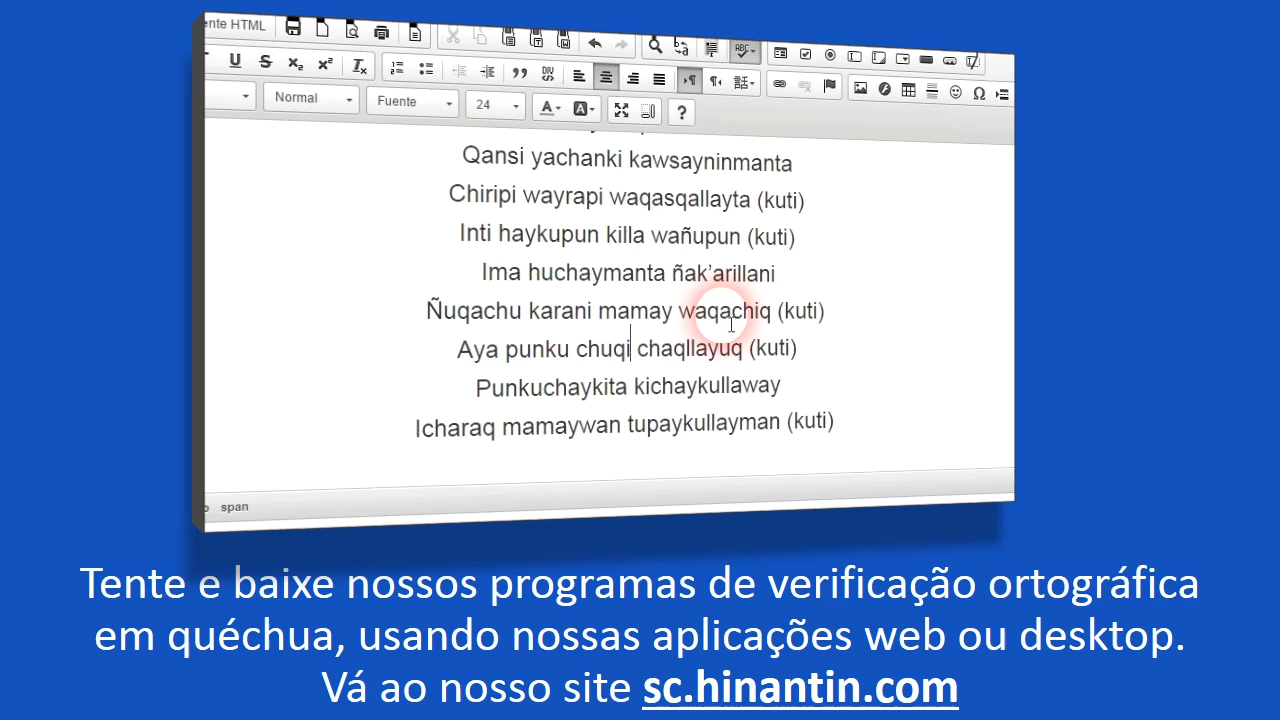 ente HTML
Normal Fuente 24
Qansi yachanki kawsayninmanta
Chiripi wayrapi waqasqallayta (kuti)
Inti haykupun killa wañupun (kuti)
Ima huchaymanta ñak'arillani
Ñuqachu karani mamay waqachiq (kuti)
Aya punku chuqi chaqllayuq (kuti)
Punkuchaykita kichaykullaway
Icharaq mamaywan tupaykullayman (kuti)
span
Tente e baixe nossos programas de verificação ortográfica
em quéchua, usando nossas aplicações web ou desktop.
Vá ao nosso site sc.hinantin.com